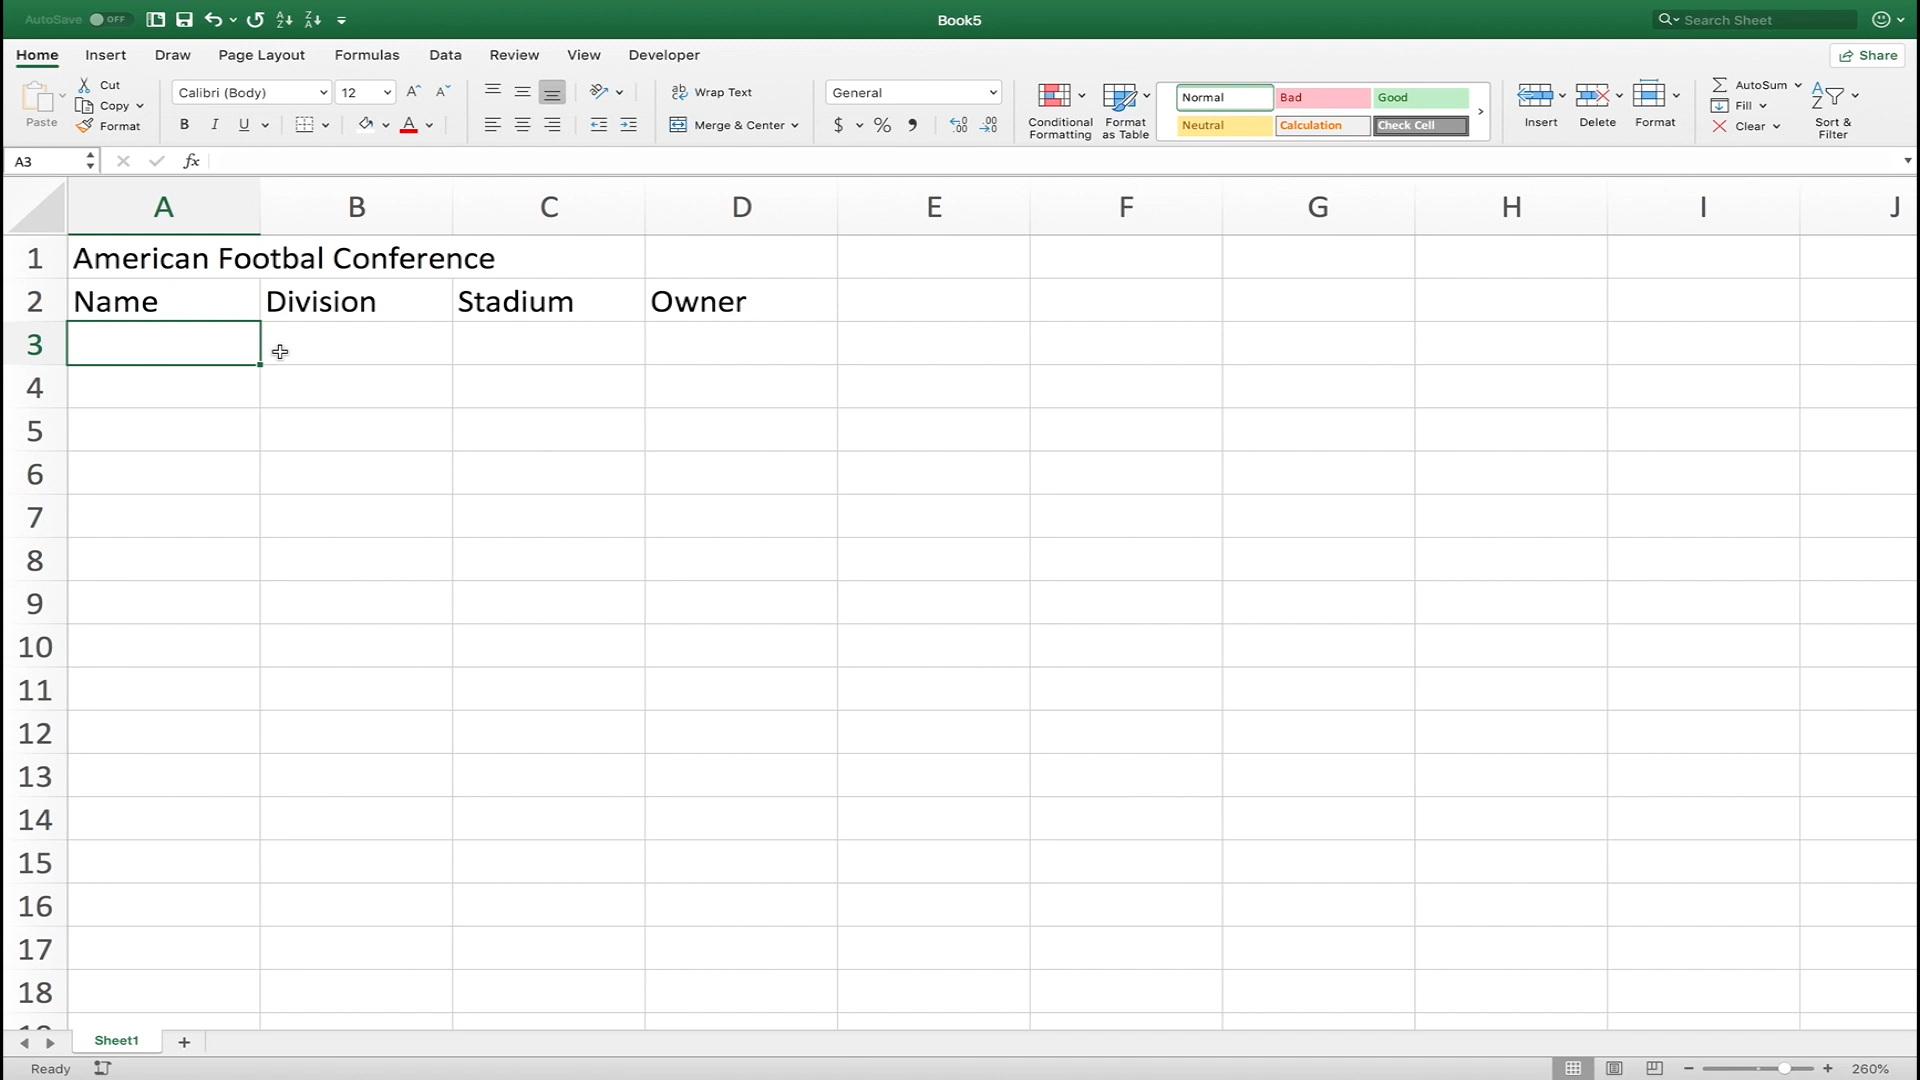 AutoSave OFF Book5 Search Sheet
Home Insert Draw Page Layout Formulas Data Review View Developer Share
Paste Cut Copy Format
Calibri (Body) 12 A A
B I U A
ab Wrap Text
Merge & Center
General
$ % , .00
Conditional Formatting
Format as Table
Normal Bad Good
Neutral Calculation Check Cell
Insert Delete Format
AutoSum
Fill
Clear
Sort & Filter
A3 fx
A B C D E F G H I J
1 American Footbal Conference
2 Name Division Stadium Owner
3
4
5
6
7
8
9
10
11
12
13
14
15
16
17
18
Sheet1
Ready 260%